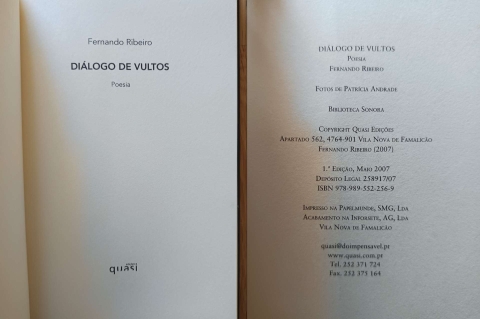 Fernando Ribeiro
DIÁLOGO DE VULTOS
Poesia
quasi
DIÁLOGO DE VULTOS
POESIA
FERNANDO RIBEIRO
FOTOS DE PATRÍCIA ANDRADE
BIBLIOTECA SONORA
COPYRIGHT QUASI EDIÇÕES
APARTADO 562, 4764-901 VILA NOVA DE FAMALICÃO
FERNANDO RIBEIRO (2007)
1.ª EDIÇÃO, MAIO 2007
DEPÓSITO LEGAL 258917/07
ISBN 978-989-552-256-9
IMPRESSO NA PAPELMUNDE, SMG, LDA
ACABAMENTO NA INFORSETE, AG, LDA
VILA NOVA DE FAMALICÃO
quasi@doimpensavel.pt
www.quasi.com.pt
TEL. 252 371 724
FAX. 252 375 164